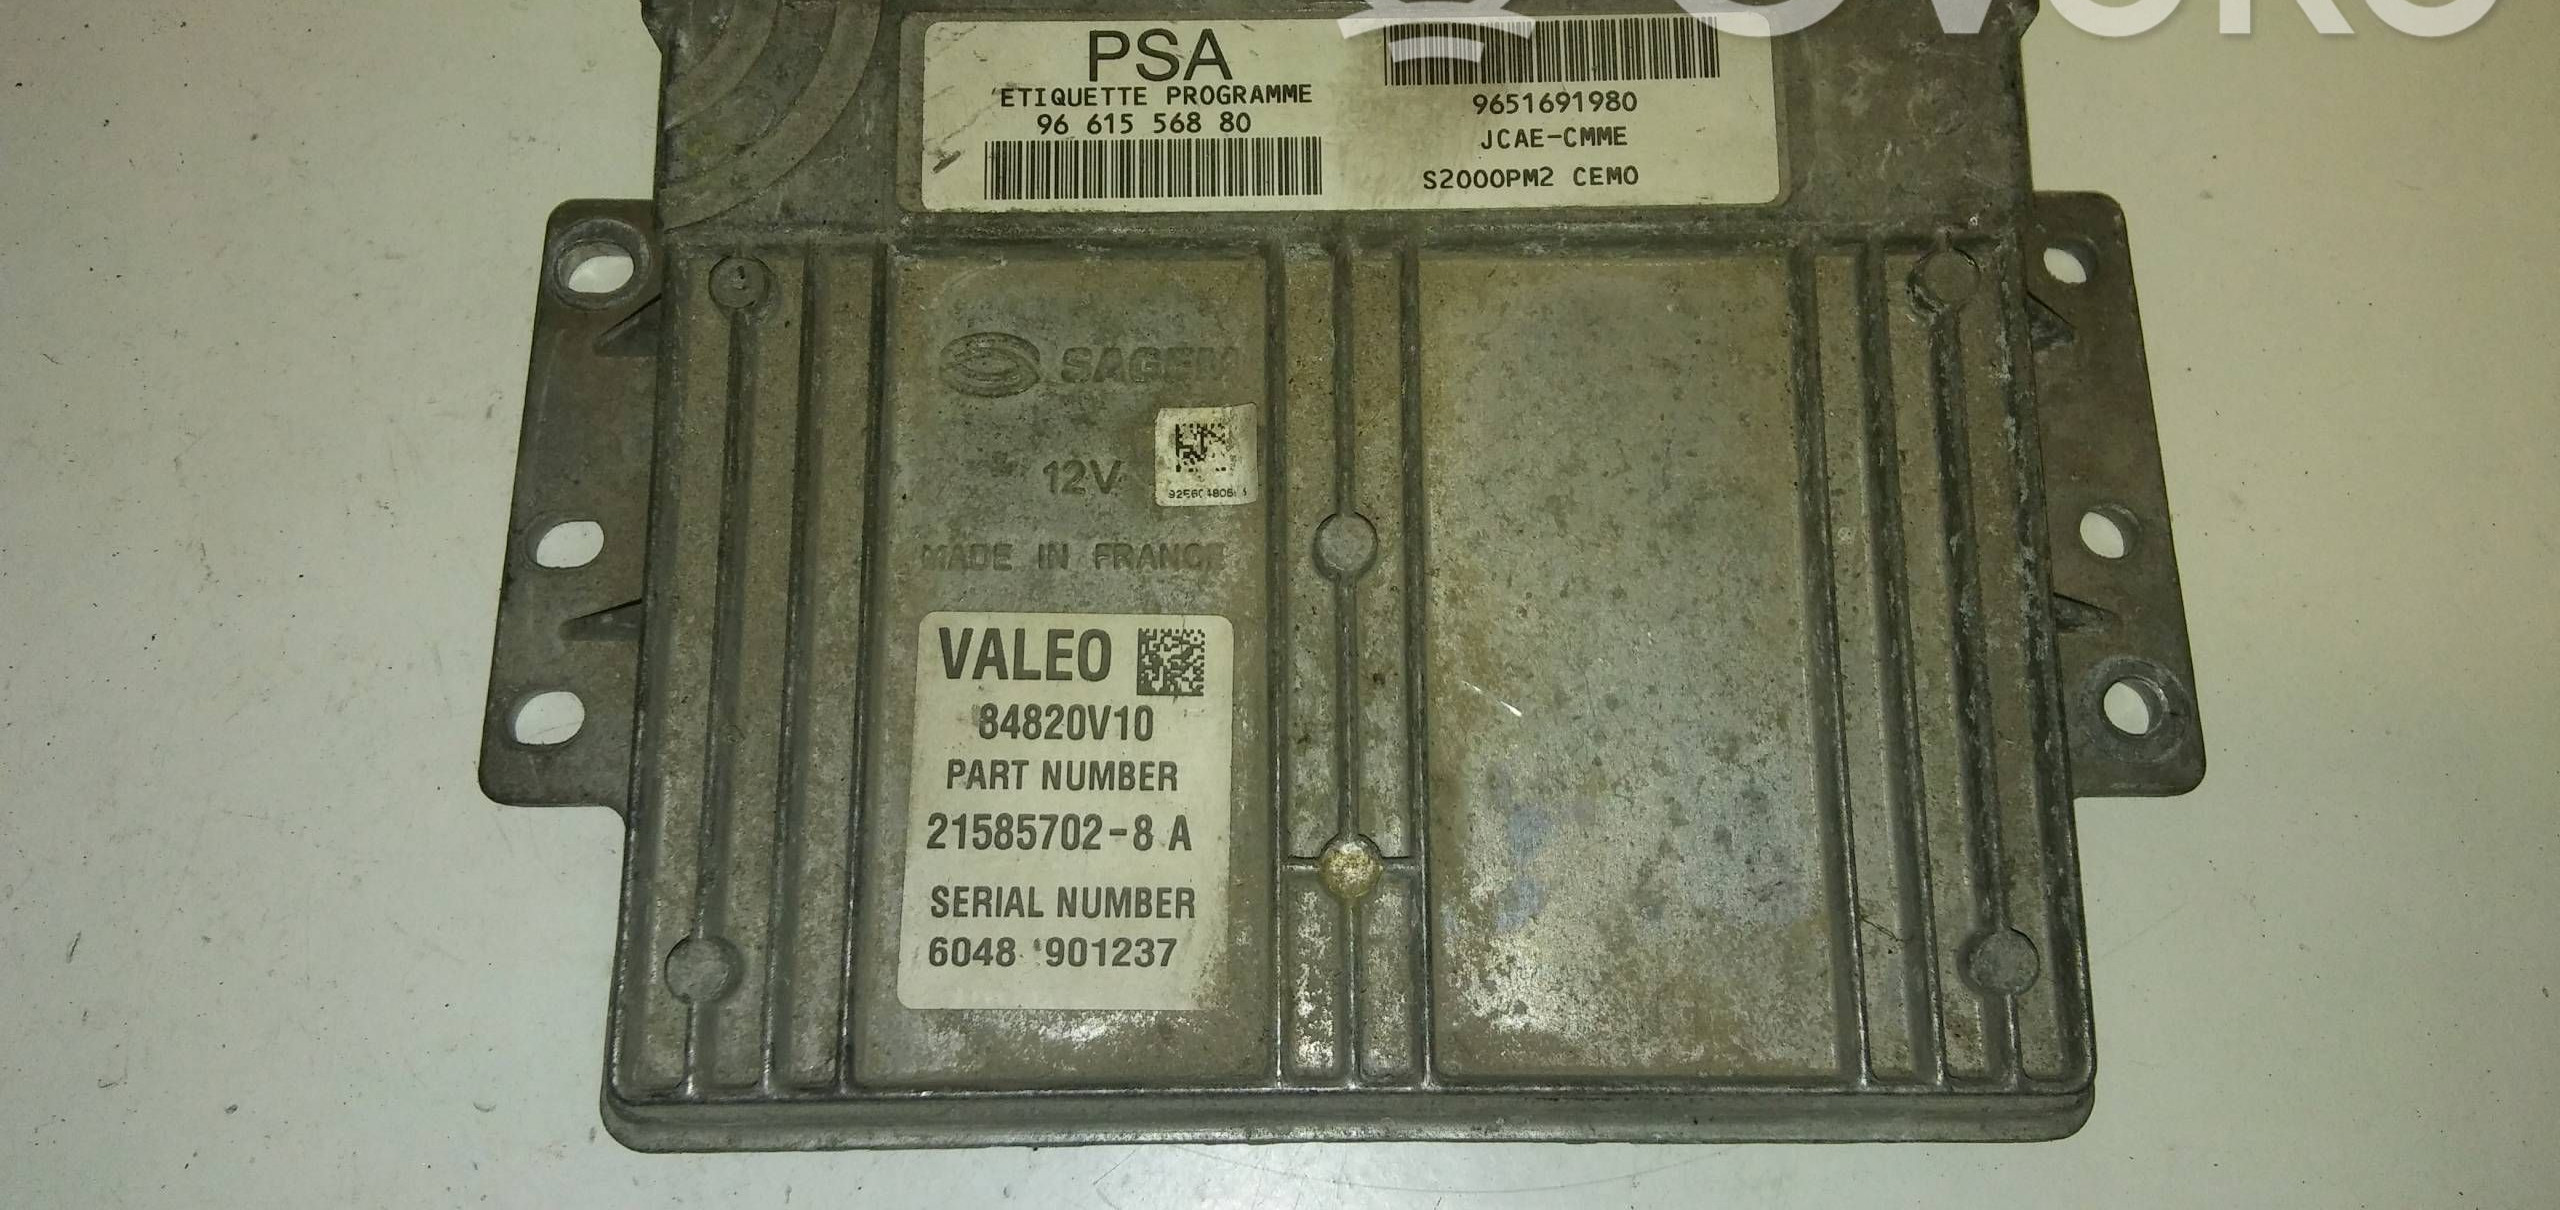 PSA
ETIQUETTE PROGRAMME
96 615 568 80
9651691980
JCAE-CMME
S2000PM2 CEMO
SAGEM
12V
MADE IN FRANCE
VALEO
84820V10
PART NUMBER
21585702-8 A
SERIAL NUMBER
6048 901237